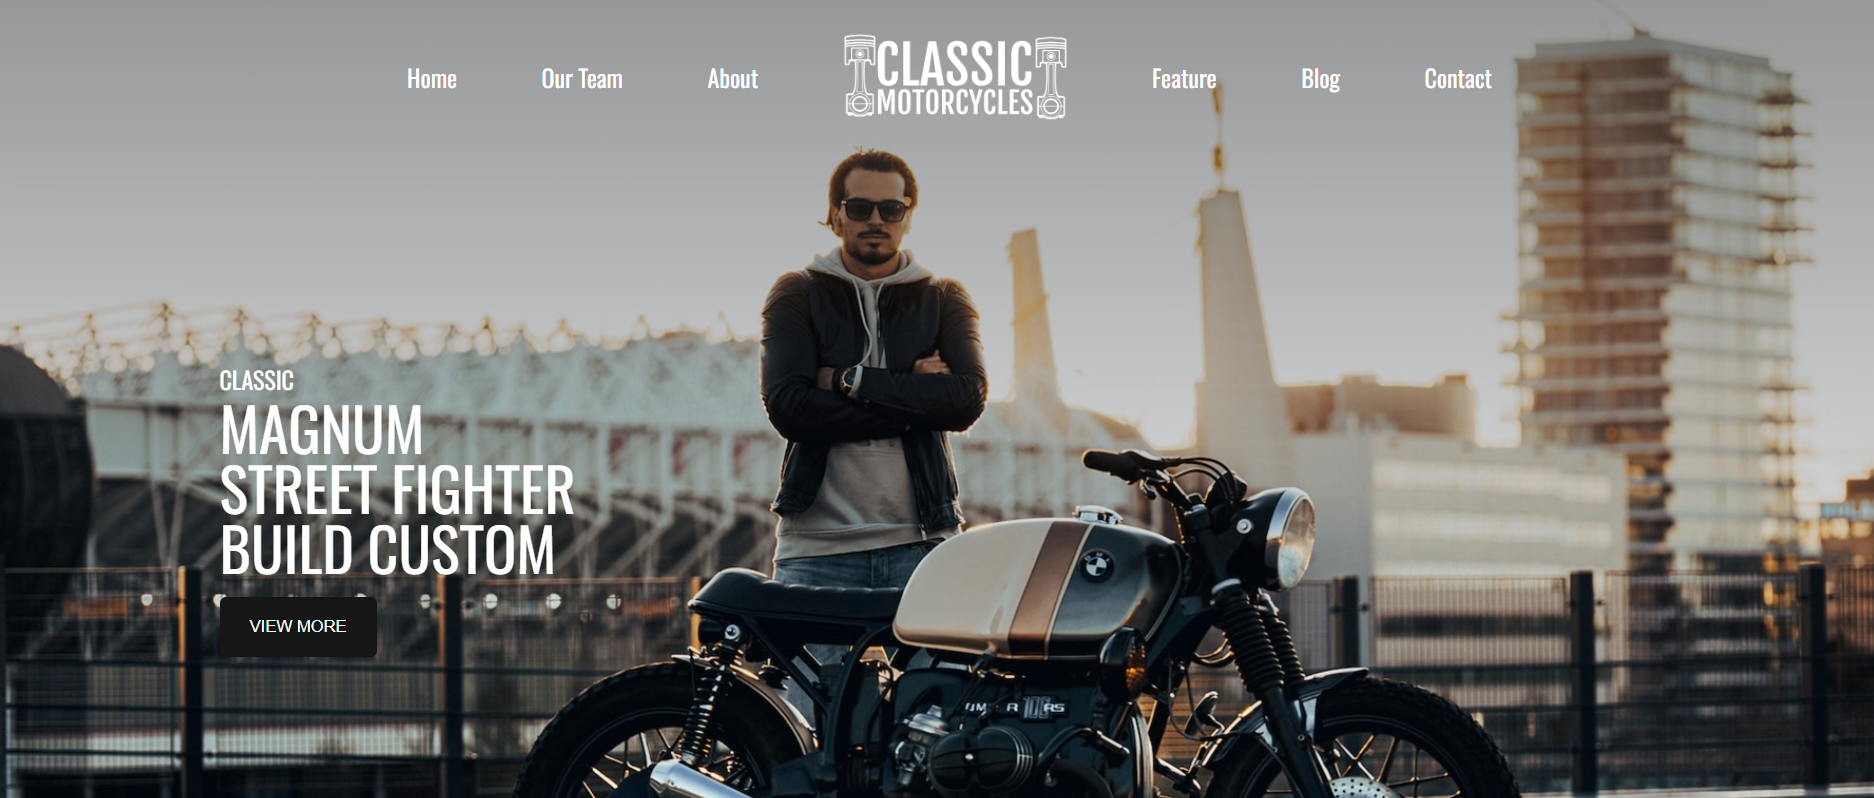 Home Our Team About CLASSIC MOTORCYCLES Feature Blog Contact
CLASSIC
MAGNUM
STREET FIGHTER
BUILD CUSTOM
VIEW MORE